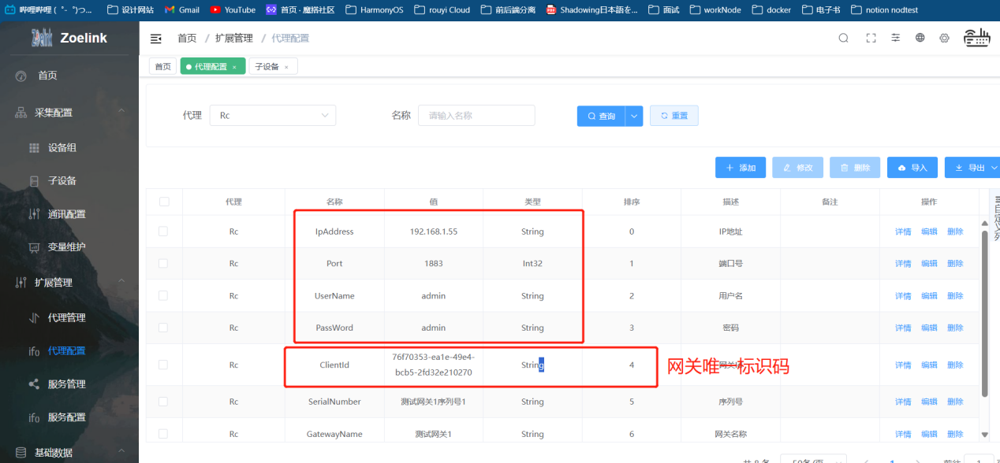 哔哩哔哩 (゜-゜)つ... 设计网站 Gmail YouTube 首页 · 魔搭社区 HarmonyOS rouyi Cloud 前后端分离 Shadowing日本語を... 面试 workNode docker 电子书 notion nodtest
Zoelink
首页 / 扩展管理 / 代理配置
首页 代理配置 × 子设备 ×
首页
采集配置
设备组
子设备
通讯配置
变量维护
扩展管理
代理管理
代理配置
服务管理
服务配置
基础数据
代理 Rc 名称 请输入名称 查询 重置
添加 修改 删除 导入 导出
代理 名称 值 类型 排序 描述 备注 操作
Rc IpAddress 192.168.1.55 String 0 IP地址 详情 编辑 删除
Rc Port 1883 Int32 1 端口号 详情 编辑 删除
Rc UserName admin String 2 用户名 详情 编辑 删除
Rc PassWord admin String 3 密码 详情 编辑 删除
Rc ClientId 76f70353-ea1e-49e4-
bcb5-2fd32e210270 String 4 详情 编辑 删除
网关唯一标识码
Rc SerialNumber 测试网关1序列号1 String 5 序列号 详情 编辑 删除
Rc GatewayName 测试网关1 String 6 网关名称 详情 编辑 删除
自定义列
共 8 条 50条/页 1 前往 1